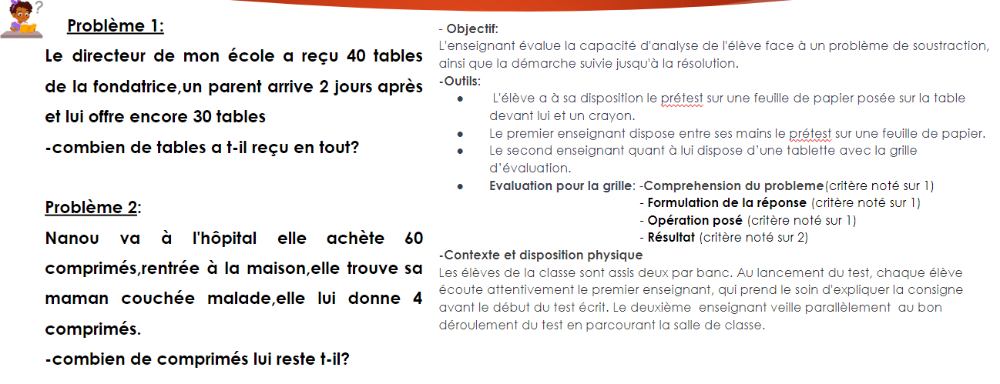 ?
Problème 1:
Le directeur de mon école a reçu 40 tables
de la fondatrice,un parent arrive 2 jours après
et lui offre encore 30 tables
-combien de tables a t-il reçu en tout?
Problème 2:
Nanou va à l'hôpital elle achète 60
comprimés,rentrée à la maison,elle trouve sa
maman couchée malade,elle lui donne 4
comprimés.
-combien de comprimés lui reste t-il?
- Objectif:
L'enseignant évalue la capacité d'analyse de l'élève face à un problème de soustraction,
ainsi que la démarche suivie jusqu'à la résolution.
-Outils:
● L'élève a à sa disposition le prétest sur une feuille de papier posée sur la table
devant lui et un crayon.
● Le premier enseignant dispose entre ses mains le prétest sur une feuille de papier.
● Le second enseignant quant à lui dispose d’une tablette avec la grille
d’évaluation.
● Evaluation pour la grille: -Comprehension du probleme(critère noté sur 1)
- Formulation de la réponse (critère noté sur 1)
- Opération posé (critère noté sur 1)
- Résultat (critère noté sur 2)
-Contexte et disposition physique
Les élèves de la classe sont assis deux par banc. Au lancement du test, chaque élève
écoute attentivement le premier enseignant, qui prend le soin d'expliquer la consigne
avant le début du test écrit. Le deuxième enseignant veille parallèlement au bon
déroulement du test en parcourant la salle de classe.